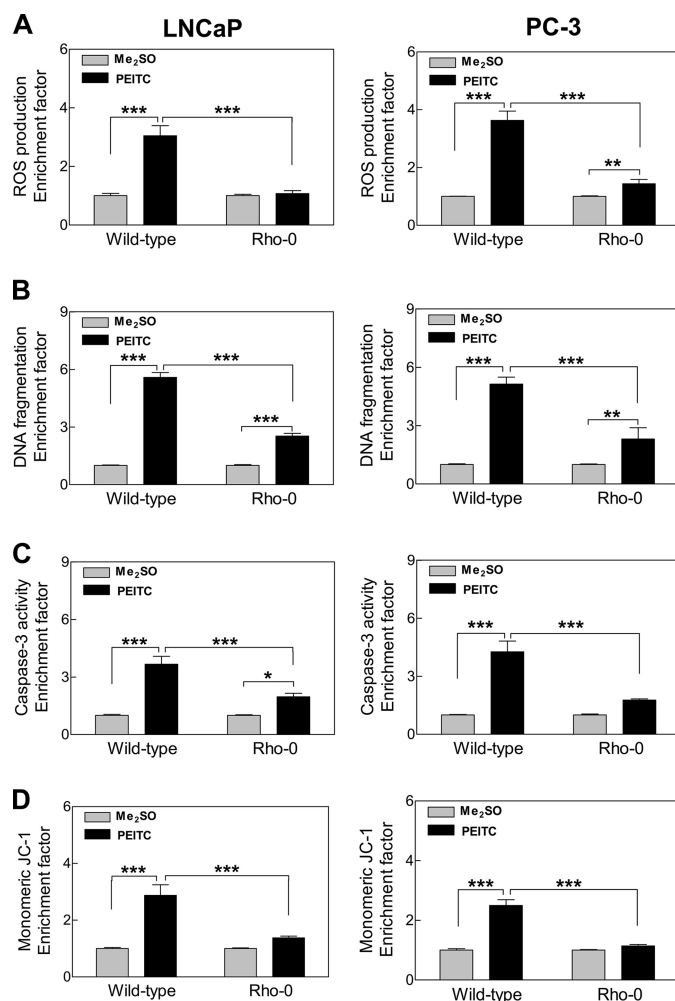 LNCaP
PC-3
A
ROS production
Enrichment factor
6
4
2
0
Me₂SO
PEITC
***
***
Wild-type
Rho-0
ROS production
Enrichment factor
6
4
2
0
Me₂SO
PEITC
***
***
**
Wild-type
Rho-0
B
DNA fragmentation
Enrichment factor
9
6
3
0
Me₂SO
PEITC
***
***
***
Wild-type
Rho-0
DNA fragmentation
Enrichment factor
9
6
3
0
Me₂SO
PEITC
***
***
**
Wild-type
Rho-0
C
Caspase-3 activity
Enrichment factor
9
6
3
0
Me₂SO
PEITC
***
***
*
Wild-type
Rho-0
Caspase-3 activity
Enrichment factor
9
6
3
0
Me₂SO
PEITC
***
***
Wild-type
Rho-0
D
Monomeric JC-1
Enrichment factor
6
4
2
0
Me₂SO
PEITC
***
***
Wild-type
Rho-0
Monomeric JC-1
Enrichment factor
6
4
2
0
Me₂SO
PEITC
***
***
Wild-type
Rho-0